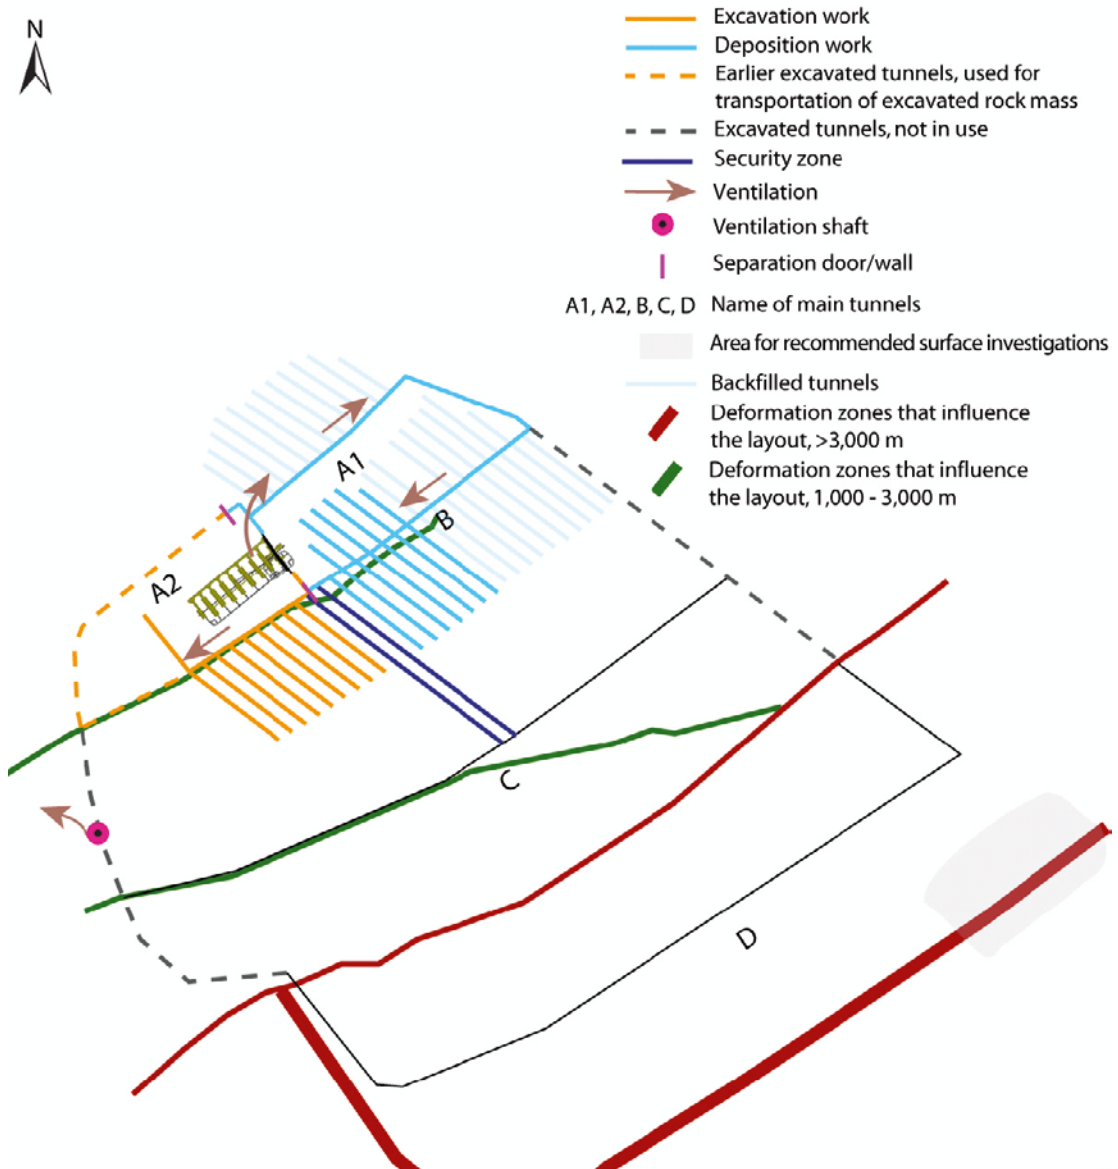 N
Excavation work
Deposition work
Earlier excavated tunnels, used for
transportation of excavated rock mass
Excavated tunnels, not in use
Security zone
Ventilation
Ventilation shaft
Separation door/wall
A1, A2, B, C, D Name of main tunnels
Area for recommended surface investigations
Backfilled tunnels
Deformation zones that influence
the layout, >3,000 m
Deformation zones that influence
the layout, 1,000 - 3,000 m
A1
B
A2
C
D